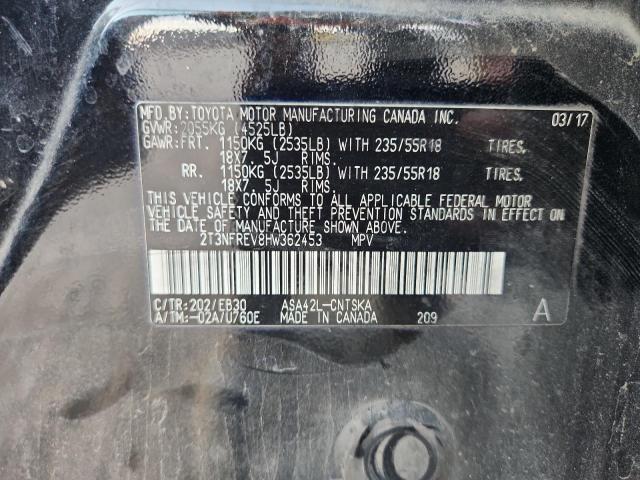 MFD.BY:TOYOTA MOTOR MANUFACTURING CANADA INC. 03/17
GVWR:2055KG (4525LB)
GAWR:FRT. 1150KG (2535LB) WITH 235/55R18 TIRES.
18X7.5J RIMS.
RR. 1150KG (2535LB) WITH 235/55R18 TIRES.
18X7.5J RIMS.
THIS VEHICLE CONFORMS TO ALL APPLICABLE FEDERAL MOTOR
VEHICLE SAFETY AND THEFT PREVENTION STANDARDS IN EFFECT ON
THE DATE OF MANUFACTURE SHOWN ABOVE.
2T3NFREV8HW362453 MPV
C/TR:202/EB30 ASA42L-CNTSKA
A/TM:-02A/U760E MADE IN CANADA 209 A